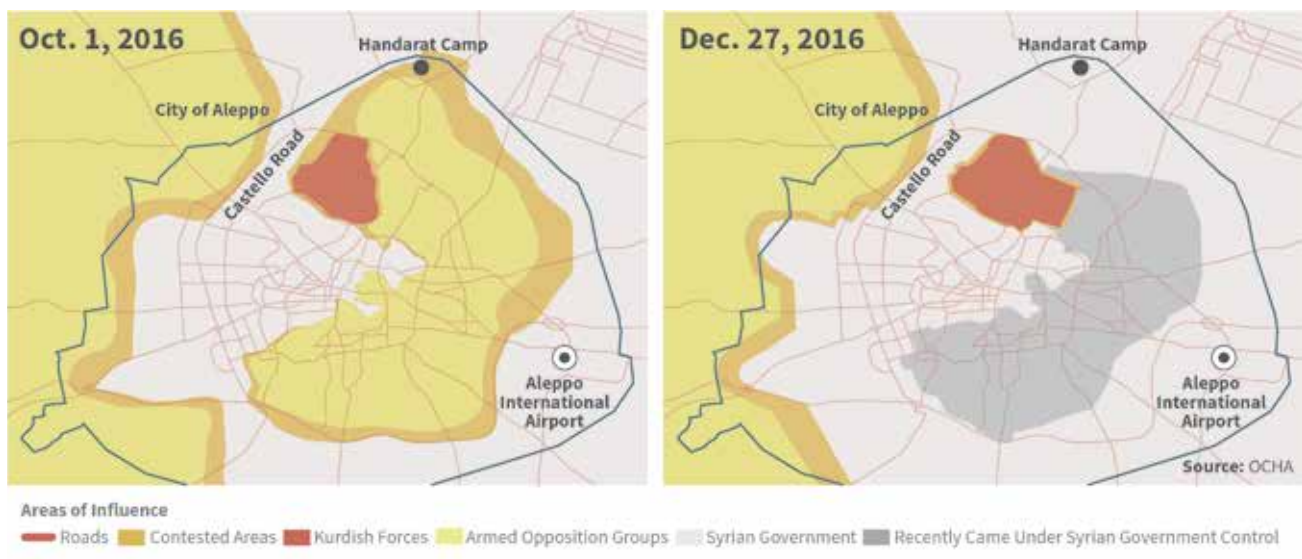 Oct. 1, 2016
Handarat Camp
City of Aleppo
Castello Road
Aleppo
International
Airport
Dec. 27, 2016
Handarat Camp
City of Aleppo
Castello Road
Aleppo
International
Airport
Source: OCHA
Areas of Influence
Roads Contested Areas Kurdish Forces Armed Opposition Groups Syrian Government Recently Came Under Syrian Government Control